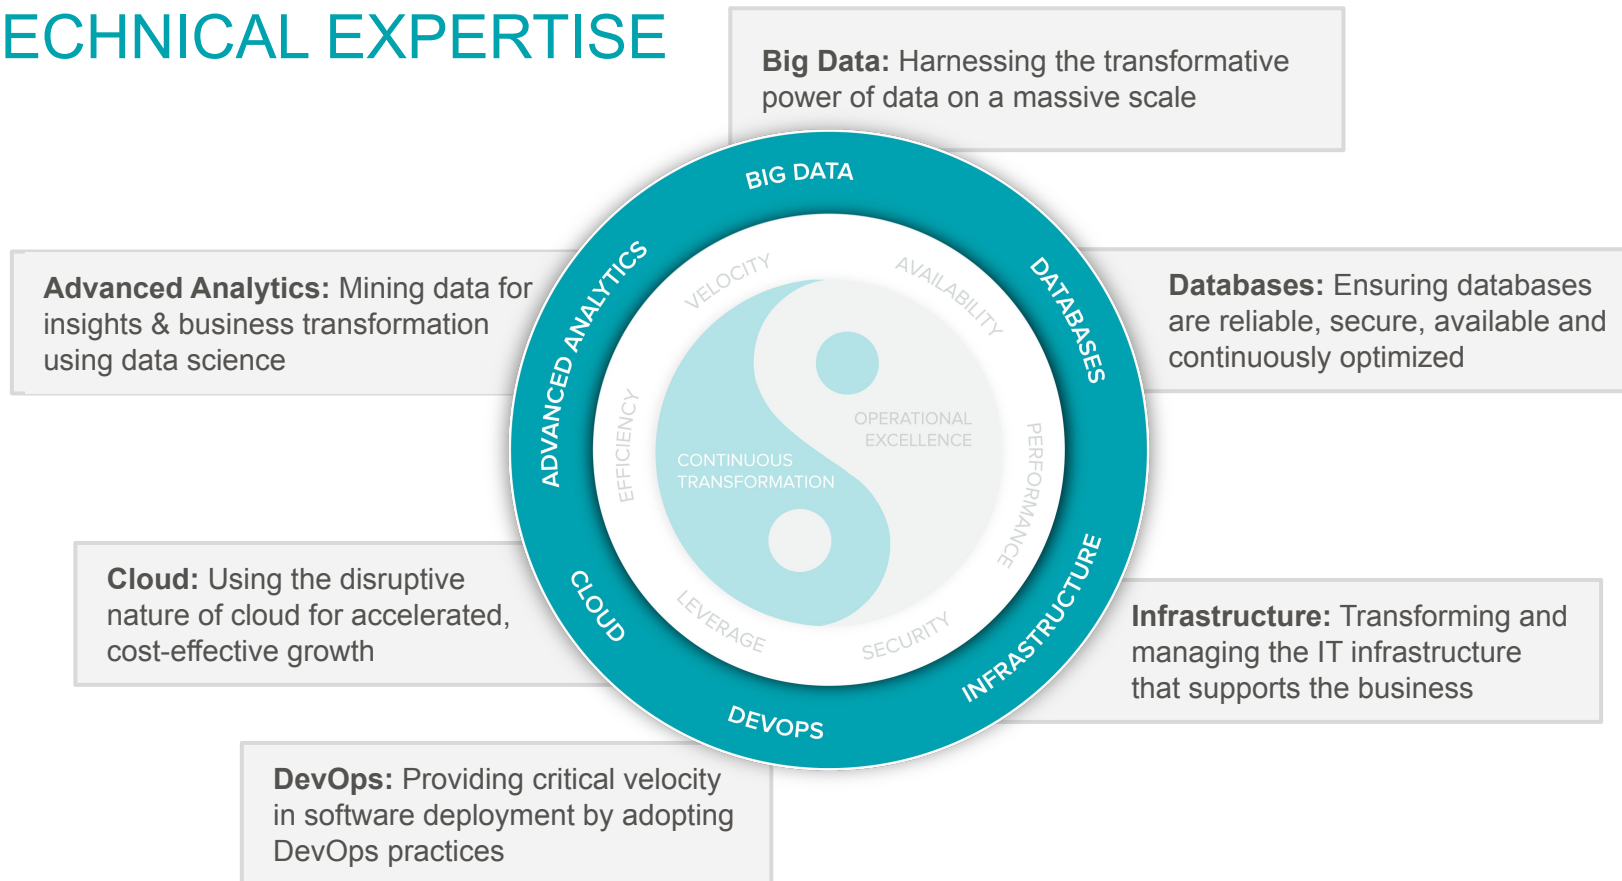 ECHNICAL EXPERTISE
Big Data: Harnessing the transformative
power of data on a massive scale
BIG DATA
Advanced Analytics: Mining data for
insights & business transformation
using data science
ADVANCED ANALYTICS
VELOCITY
AVAILABILITY
DATABASES
Databases: Ensuring databases
are reliable, secure, available and
continuously optimized
EFFICIENCY
CONTINUOUS
TRANSFORMATION
OPERATIONAL
EXCELLENCE
PERFORMANCE
Cloud: Using the disruptive
nature of cloud for accelerated,
cost-effective growth
CLOUD
LEVERAGE
SECURITY
INFRASTRUCTURE
Infrastructure: Transforming and
managing the IT infrastructure
that supports the business
DEVOPS
DevOps: Providing critical velocity
in software deployment by adopting
DevOps practices